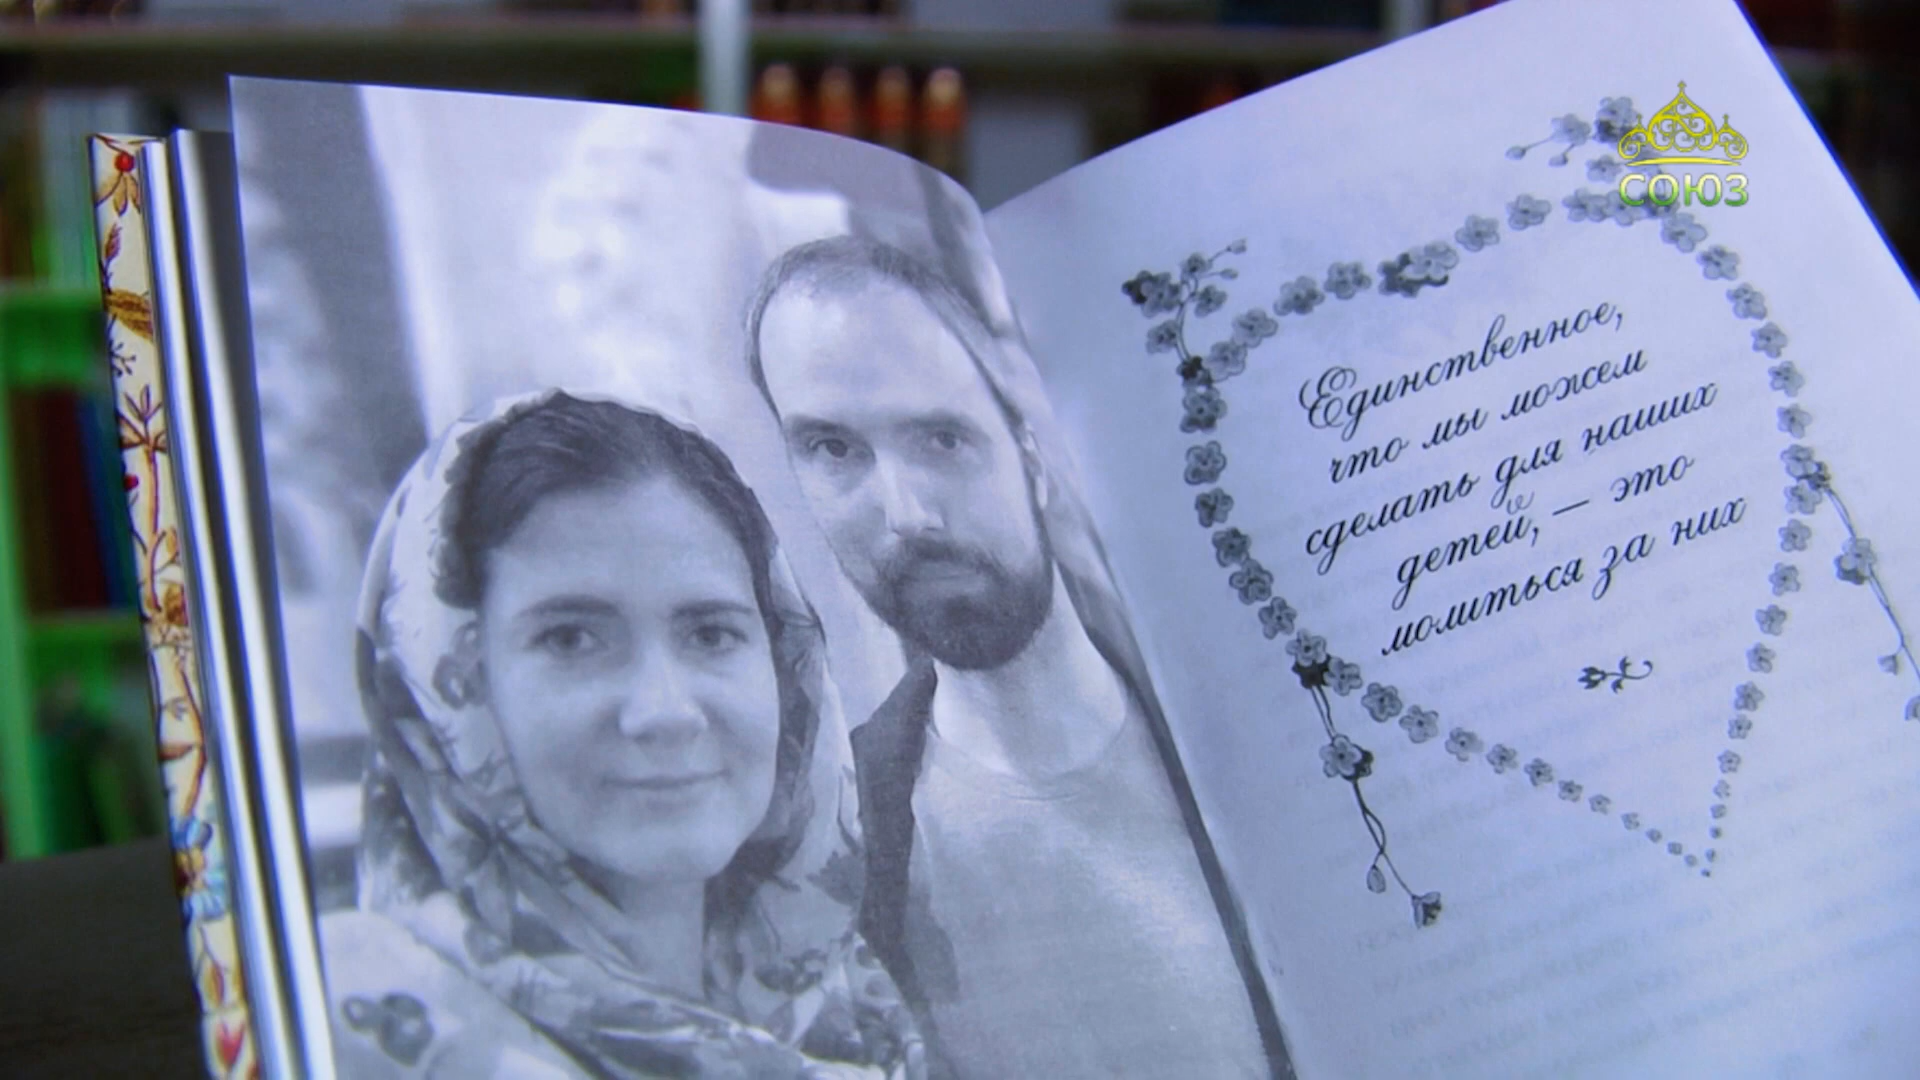 СОЮЗ
Единственное,
что мы можем
сделать для наших
детей, – это
молиться за них